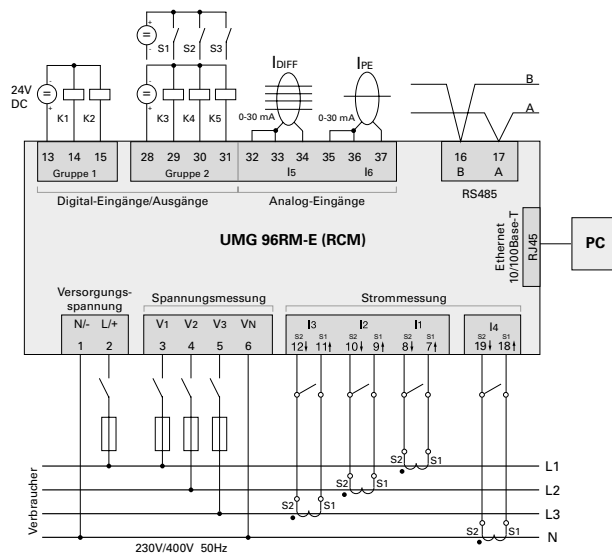 S1 S2 S3
IDIFF IPE
24V
DC
K1 K2 K3 K4 K5
0-30 mA 0-30 mA
B
A
13 14 15 28 29 30 31 32 33 34 35 36 37 16 17
Gruppe 1 Gruppe 2 I5 I6 B A
RS485
Digital-Eingänge/Ausgänge Analog-Eingänge
UMG 96RM-E (RCM)
Ethernet
10/100Base-T
RJ45
PC
Versorgungs-
spannung
Spannungsmessung Strommessung
N/- L/+ V1 V2 V3 VN I3 I2 I1 I4
S2 S1 S2 S1 S2 S1 S2 S1
1 2 3 4 5 6 12 11 10 9 8 7 19 18
Verbraucher
S2 S1 L1
S2 S1 L2
S2 S1 L3
S2 S1 N
230V/400V 50Hz